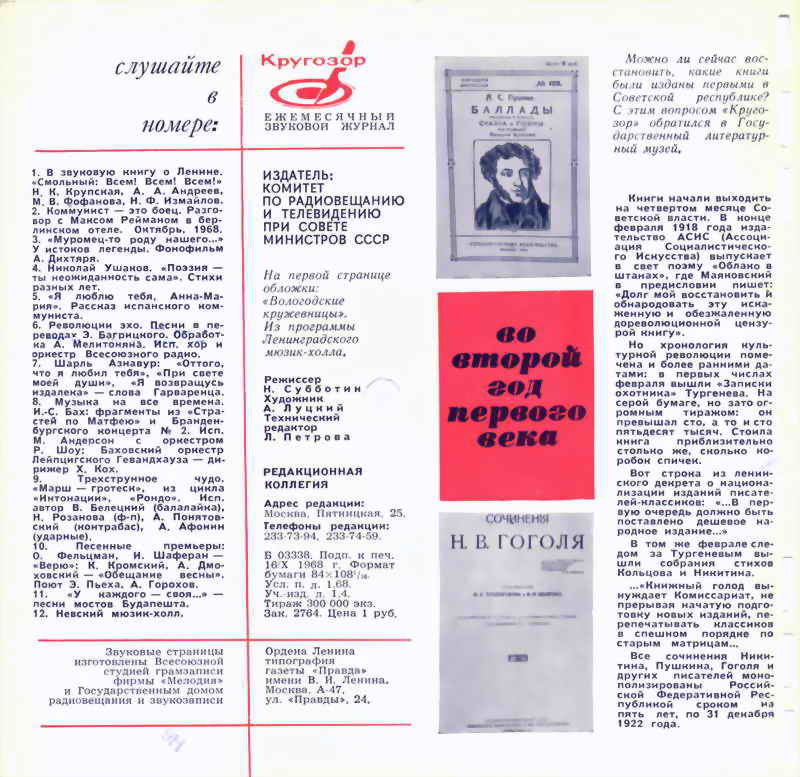 слушайте
в
номере:
1. В звуковую книгу о Ленине.
«Смольный: Всем! Всем! Всем!»
Н. К. Крупская, А. А. Андреев,
М. В. Фофанова, Н. Ф. Измайлов.
2. Коммунист — это боец. Разго-
вор с Максом Рейманом в бер-
линском отеле. Октябрь, 1968.
3. «Муромец-то роду нашего...»
У истоков легенды. Фонофильм
А. Дихтяря.
4. Николай Ушаков. «Поэзия —
ты неожиданность сама». Стихи
разных лет.
5. «Я люблю тебя, Анна-Ма-
рия». Рассказ испанского ком-
муниста.
6. Революции эхо. Песни в пе-
реводах Э. Багрицкого. Обработ-
ка А. Мелитоняна. Исп. хор и
оркестр Всесоюзного радио.
7. Шарль Азнавур: «Оттого,
что я любил тебя», «При свете
моей души», «Я возвращусь
издалека» — слова Гарваренца.
8. Музыка на все времена.
И.-С. Бах: фрагменты из «Стра-
стей по Матфею» и Бранден-
бургского концерта № 2. Исп.
М. Андерсон с оркестром
Р. Шоу; Баховский оркестр
Лейпцигского Гевандхауза — ди-
рижер Х. Кох.
9. Трехструнное чудо.
«Марш — гротеск», из цикла
«Интонации», «Рондо». Исп.
автор В. Белецкий (балалайка),
Н. Розанова (ф-п), А. Понятов-
ский (контрабас), А. Афонин
(ударные).
10. Песенные премьеры:
О. Фельцман, И. Шаферан —
«Верю»; К. Кромский, А. Дмо-
ховский — «Обещание весны».
Поют Э. Пьеха, А. Горохов.
11. «У каждого — своя...» —
песни мостов Будапешта.
12. Невский мюзик-холл.
Звуковые страницы
изготовлены Всесоюзной
студией грамзаписи
фирмы «Мелодия»
и Государственным домом
радиовещания и звукозаписи
Кругозор
ЕЖЕМЕСЯЧНЫЙ
ЗВУКОВОЙ ЖУРНАЛ
ИЗДАТЕЛЬ:
КОМИТЕТ
ПО РАДИОВЕЩАНИЮ
И ТЕЛЕВИДЕНИЮ
ПРИ СОВЕТЕ
МИНИСТРОВ СССР
На первой странице
обложки:
«Вологодские
кружевницы».
Из программы
Ленинградского
мюзик-холла.
Режиссер
Н. Субботин
Художник
А. Луцкий
Технический
редактор
Л. Петрова
РЕДАКЦИОННАЯ
КОЛЛЕГИЯ
Адрес редакции:
Москва, Пятницкая, 25.
Телефоны редакции:
233-73-94, 233-74-59.
Б 03338. Подп. к печ.
16/X 1968 г. Формат
бумаги 84×108¹/₁₆.
Усл. п. л. 1,68.
Уч.-изд. л. 1,4.
Тираж 300 000 экз.
Зак. 2764. Цена 1 руб.
Ордена Ленина
типография
газеты «Правда»
имени В. И. Ленина.
Москва, А-47,
ул. «Правды», 24.
А. С. Пушкин
БАЛЛАДЫ
во
второй
год
первого
века
СОЧИНЕНИЯ
Н. В. ГОГОЛЯ
Можно ли сейчас вос-
становить, какие книги
были изданы первыми в
Советской республике?
С этим вопросом «Круго-
зор» обратился в Госу-
дарственный литератур-
ный музей.
Книги начали выходить
на четвертом месяце Со-
ветской власти. В конце
февраля 1918 года изда-
тельство АСИС (Ассоци-
ация Социалистическо-
го Искусства) выпускает
в свет поэму «Облако в
штанах», где Маяковский
в предисловии пишет:
«Долг мой восстановить и
обнародовать эту иска-
женную и обезжаленную
дореволюционной цензу-
рой книгу».
Но хронология куль-
турной революции поме-
чена и более ранними да-
тами: в первых числах
февраля вышли «Записки
охотника» Тургенева. На
серой бумаге, но зато ог-
ромным тиражом: он
превышал сто, а то и сто
пятьдесят тысяч. Стоила
книга приблизительно
столько же, сколько ко-
робок спичек.
Вот строка из ленин-
ского декрета о национа-
лизации изданий писате-
лей-классиков: «...В пер-
вую очередь должно быть
поставлено дешевое на-
родное издание...»
В том же феврале сле-
дом за Тургеневым вы-
шли собрания стихов
Кольцова и Никитина.
...«Книжный голод вы-
нуждает Комиссариат, не
прерывая начатую подго-
товку новых изданий, пе-
репечатывать классиков
в спешном порядке по
старым матрицам...
Все сочинения Ники-
тина, Пушкина, Гоголя и
других писателей моно-
полизированы Россий-
ской Федеративной Рес-
публикой сроком на
пять лет, по 31 декабря
1922 года.